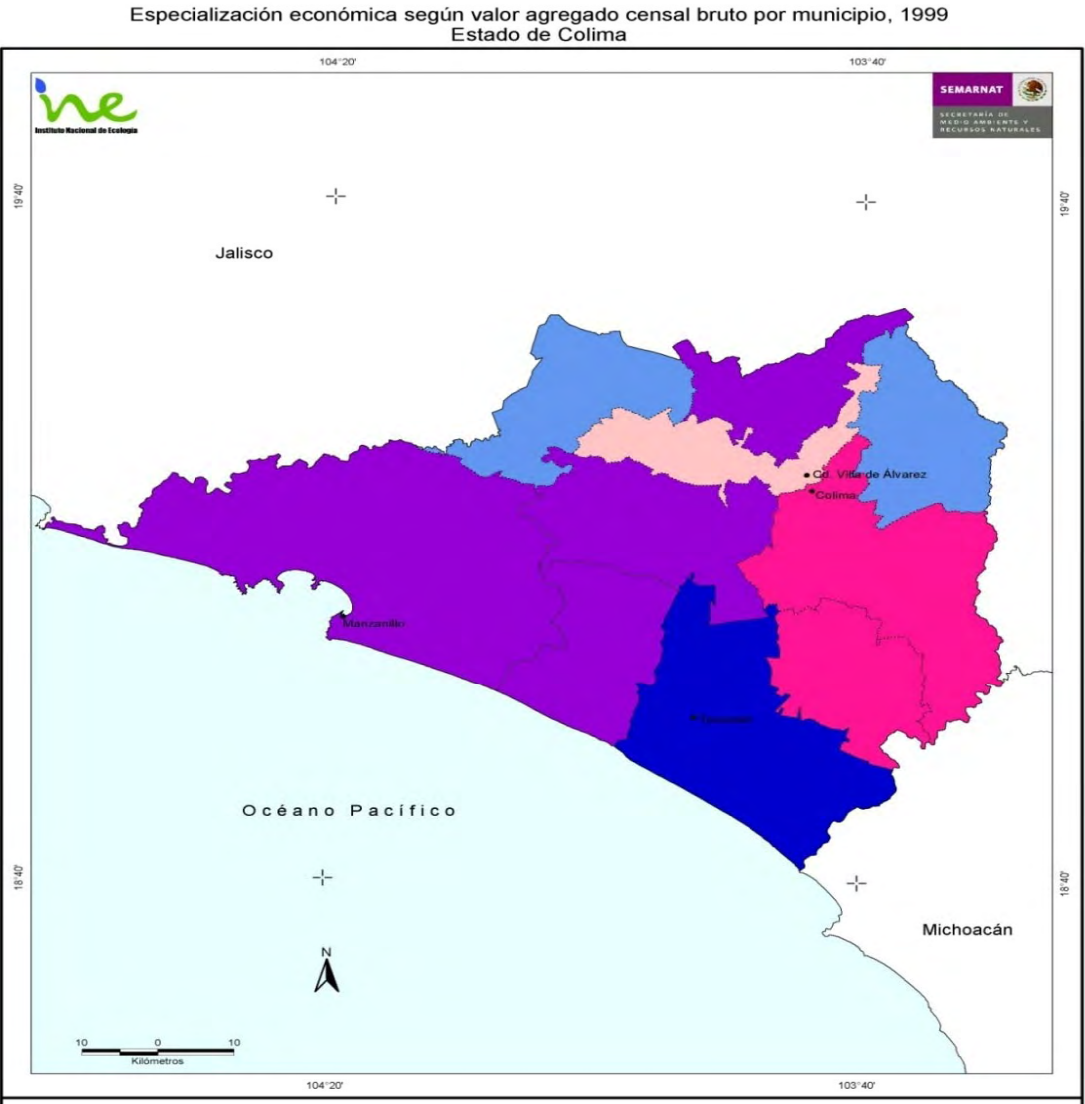 Especialización económica según valor agregado censal bruto por municipio, 1999
Estado de Colima
104°20'
103°40'
ine
Instituto Nacional de Ecología
SEMARNAT
SECRETARÍA DE
MEDIO AMBIENTE Y
RECURSOS NATURALES
19°40'
19°40'
Jalisco
Cd. Villa de Álvarez
Colima
Manzanillo
Océano Pacífico
18°40'
18°40'
Michoacán
N
10 0 10
Kilómetros
104°20'
103°40'